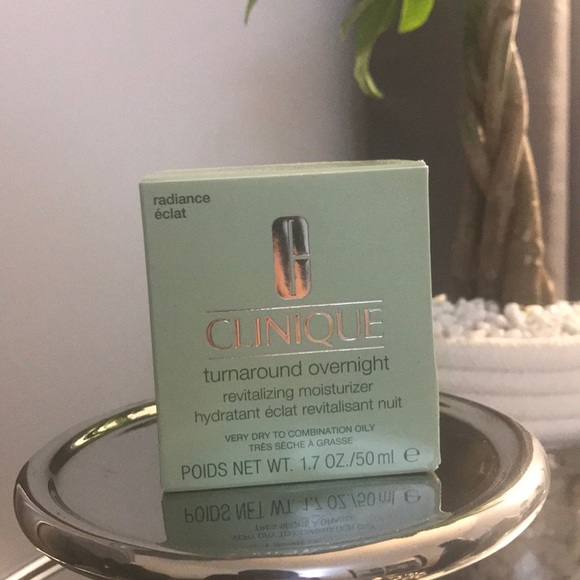 radiance
éclat
CLINIQUE
turnaround overnight
revitalizing moisturizer
hydratant éclat revitalisant nuit
VERY DRY TO COMBINATION OILY
TRÈS SÈCHE À GRASSE
POIDS NET WT. 1.7 OZ./50 ml ℮